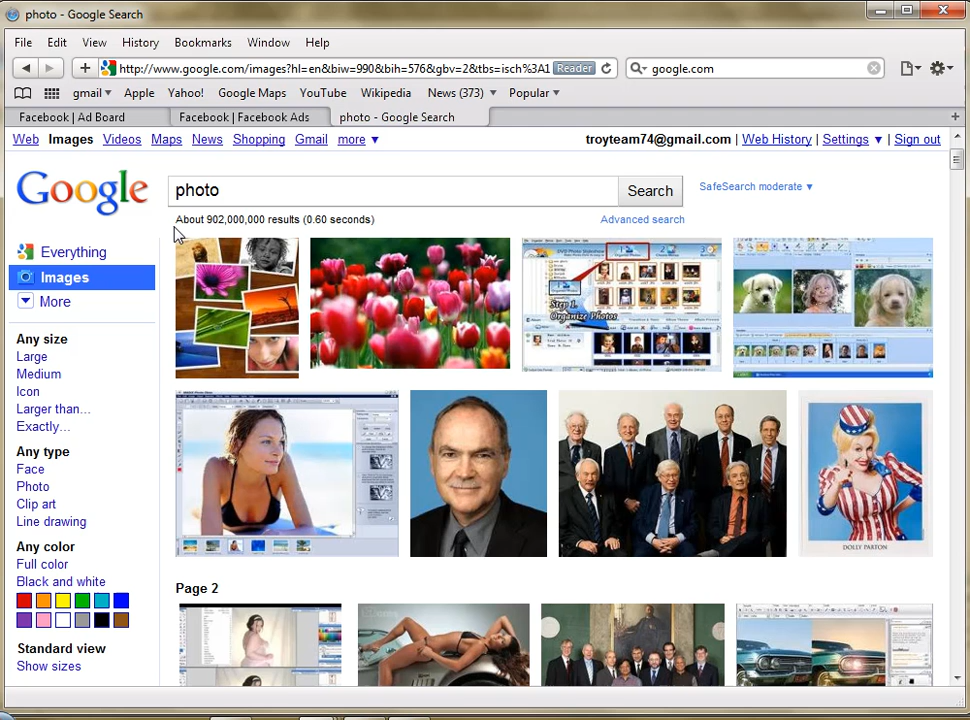 photo - Google Search
File Edit View History Bookmarks Window Help
http://www.google.com/images?hl=en&biw=990&bih=576&gbv=2&tbs=isch%3A1 Reader google.com
gmail Apple Yahoo! Google Maps YouTube Wikipedia News (373) Popular
Facebook | Ad Board Facebook | Facebook Ads photo - Google Search
Web Images Videos Maps News Shopping Gmail more troyteam74@gmail.com | Web History | Settings | Sign out
Google photo Search SafeSearch moderate
About 902,000,000 results (0.60 seconds) Advanced search
Everything
Images
More
Any size
Large
Medium
Icon
Larger than...
Exactly...
Any type
Face
Photo
Clip art
Line drawing
Any color
Full color
Black and white
Standard view
Show sizes
Step 1
Organize Photos
DOLLY PARTON
Page 2